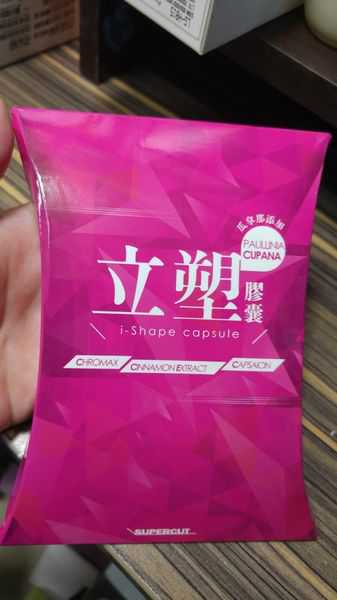 瓜拿那添加
PAULLINIA
CUPANA
立塑膠囊
i-Shape capsule
CHROMAX CINNAMON EXTRACT CAPSAICIN
SUPERCUT